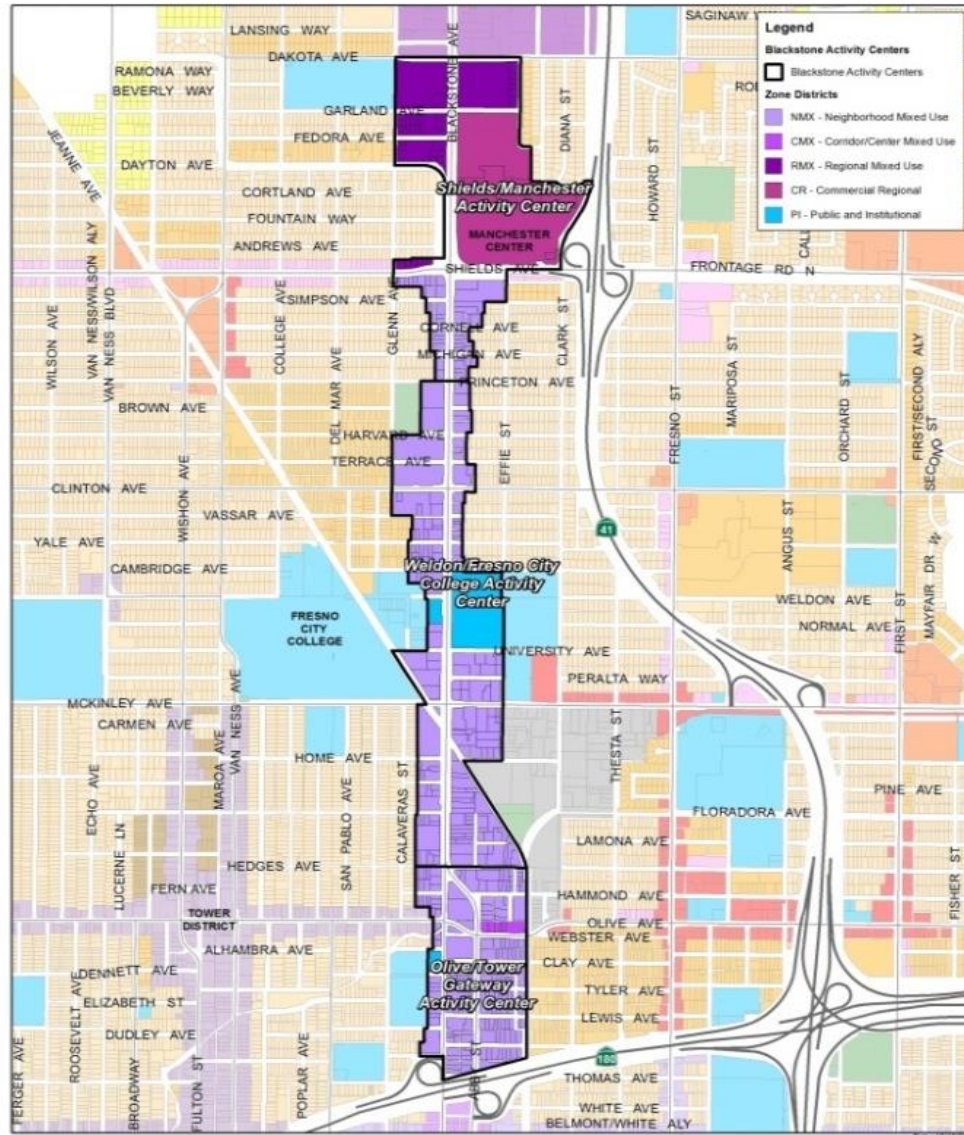 SAGINAW WAY
LANSING WAY
DAKOTA AVE
RAMONA WAY
BEVERLY WAY
GARLAND AVE
FEDORA AVE
DAYTON AVE
CORTLAND AVE
FOUNTAIN WAY
ANDREWS AVE
JEANNE AVE
BLACKSTONE AVE
DIANA ST
HOWARD ST
Legend
Blackstone Activity Centers
Blackstone Activity Centers
Zone Districts
NMX - Neighborhood Mixed Use
CMX - Corridor/Center Mixed Use
RMX - Regional Mixed Use
CR - Commercial Regional
PI - Public and Institutional
Shields/Manchester
Activity Center
MANCHESTER
CENTER
SHIELDS AVE
FRONTAGE RD N
SIMPSON AVE
CORNELL AVE
MICHIGAN AVE
PRINCETON AVE
WILSON AVE
VAN NESS/WILSON ALY
VAN NESS BLVD
COLLEGE AVE
DEL MAR AVE
GLENN AVE
CLARK ST
MARIPOSA ST
ORCHARD ST
FIRST/SECOND ALY
SECOND ST
BROWN AVE
HARVARD AVE
TERRACE AVE
EFFIE ST
FRESNO ST
CLINTON AVE
WISHON AVE
VASSAR AVE
YALE AVE
CAMBRIDGE AVE
41
ANGUS ST
FIRST ST
MAYFAIR DR W
Weldon/Fresno City
College Activity
Center
WELDON AVE
NORMAL AVE
FRESNO
CITY
COLLEGE
UNIVERSITY AVE
PERALTA WAY
MCKINLEY AVE
CARMEN AVE
VAN NESS AVE
HOME AVE
MAROA AVE
ECHO AVE
LUCERNE LN
SAN PABLO AVE
CALAVERAS ST
THESTA ST
PINE AVE
FLORADORA AVE
LAMONA AVE
HEDGES AVE
FERN AVE
HAMMOND AVE
OLIVE AVE
WEBSTER AVE
FISHER ST
TOWER
DISTRICT
ALHAMBRA AVE
CLAY AVE
DENNETT AVE
ELIZABETH ST
DUDLEY AVE
Olive/Tower
Gateway
Activity Center
TYLER AVE
LEWIS AVE
FERGER AVE
ROOSEVELT AVE
BROADWAY
FULTON ST
POPLAR AVE
180
THOMAS AVE
WHITE AVE
BELMONT/WHITE ALY